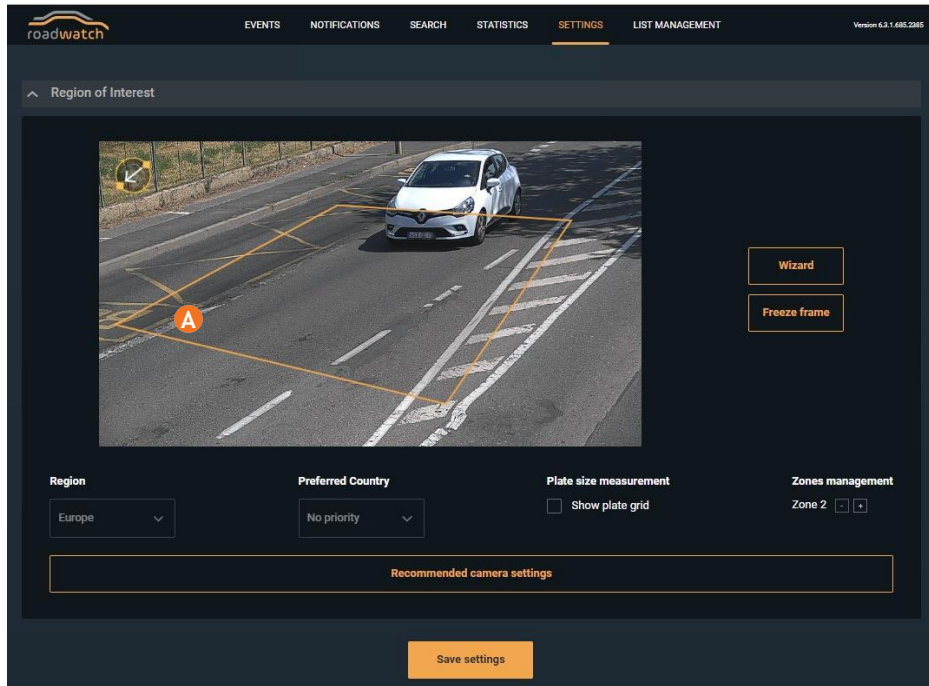 roadwatch
EVENTS NOTIFICATIONS SEARCH STATISTICS SETTINGS LIST MANAGEMENT Version 6.3.1.685.2385
Region of Interest
A
Wizard
Freeze frame
Region Preferred Country Plate size measurement Zones management
Europe No priority Show plate grid Zone 2 - +
Recommended camera settings
Save settings